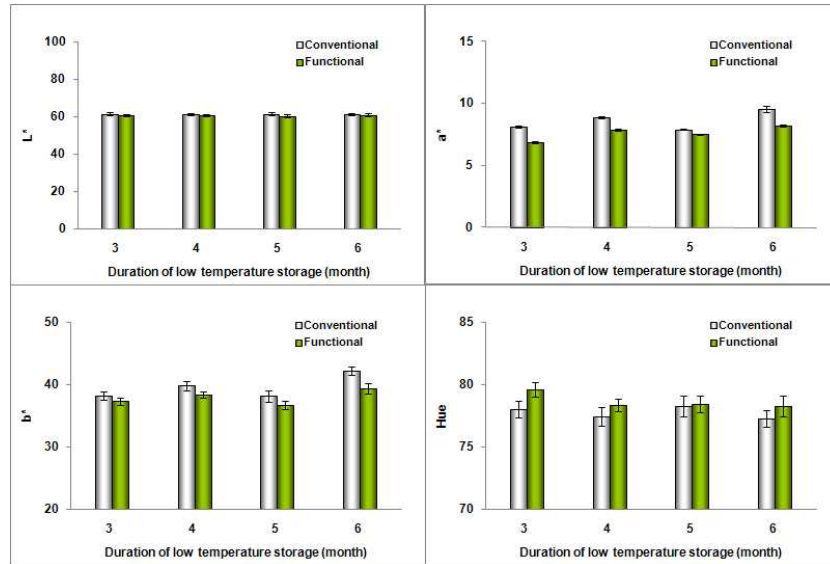 100
80
60
40
20
0
L*
Conventional
Functional
3 4 5 6
Duration of low temperature storage (month)
15
10
5
0
a*
Conventional
Functional
3 4 5 6
Duration of low temperature storage (month)
50
40
30
20
b*
Conventional
Functional
3 4 5 6
Duration of low temperature storage (month)
85
80
75
70
Hue
Conventional
Functional
3 4 5 6
Duration of low temperature storage (month)